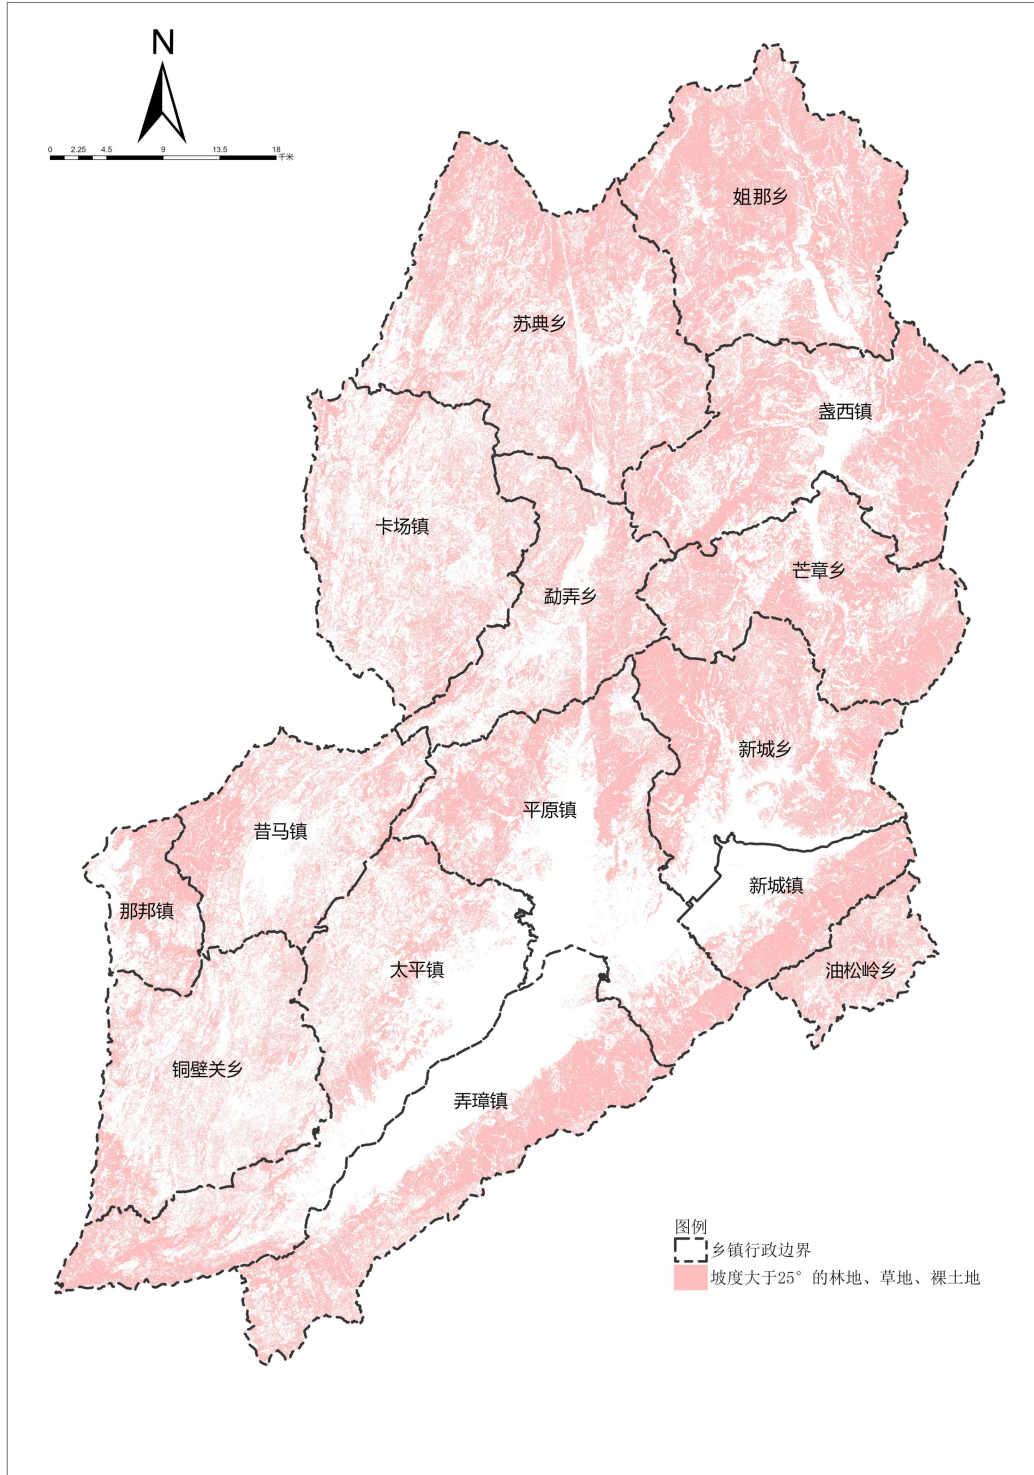 N
0 2.25 4.5 9 13.5 18
千米
姐那乡
苏典乡
盏西镇
卡场镇
芒章乡
勐弄乡
新城乡
平原镇
昔马镇
新城镇
那邦镇
太平镇
油松岭乡
铜壁关乡
弄璋镇
图例
乡镇行政边界
坡度大于25°的林地、草地、裸土地